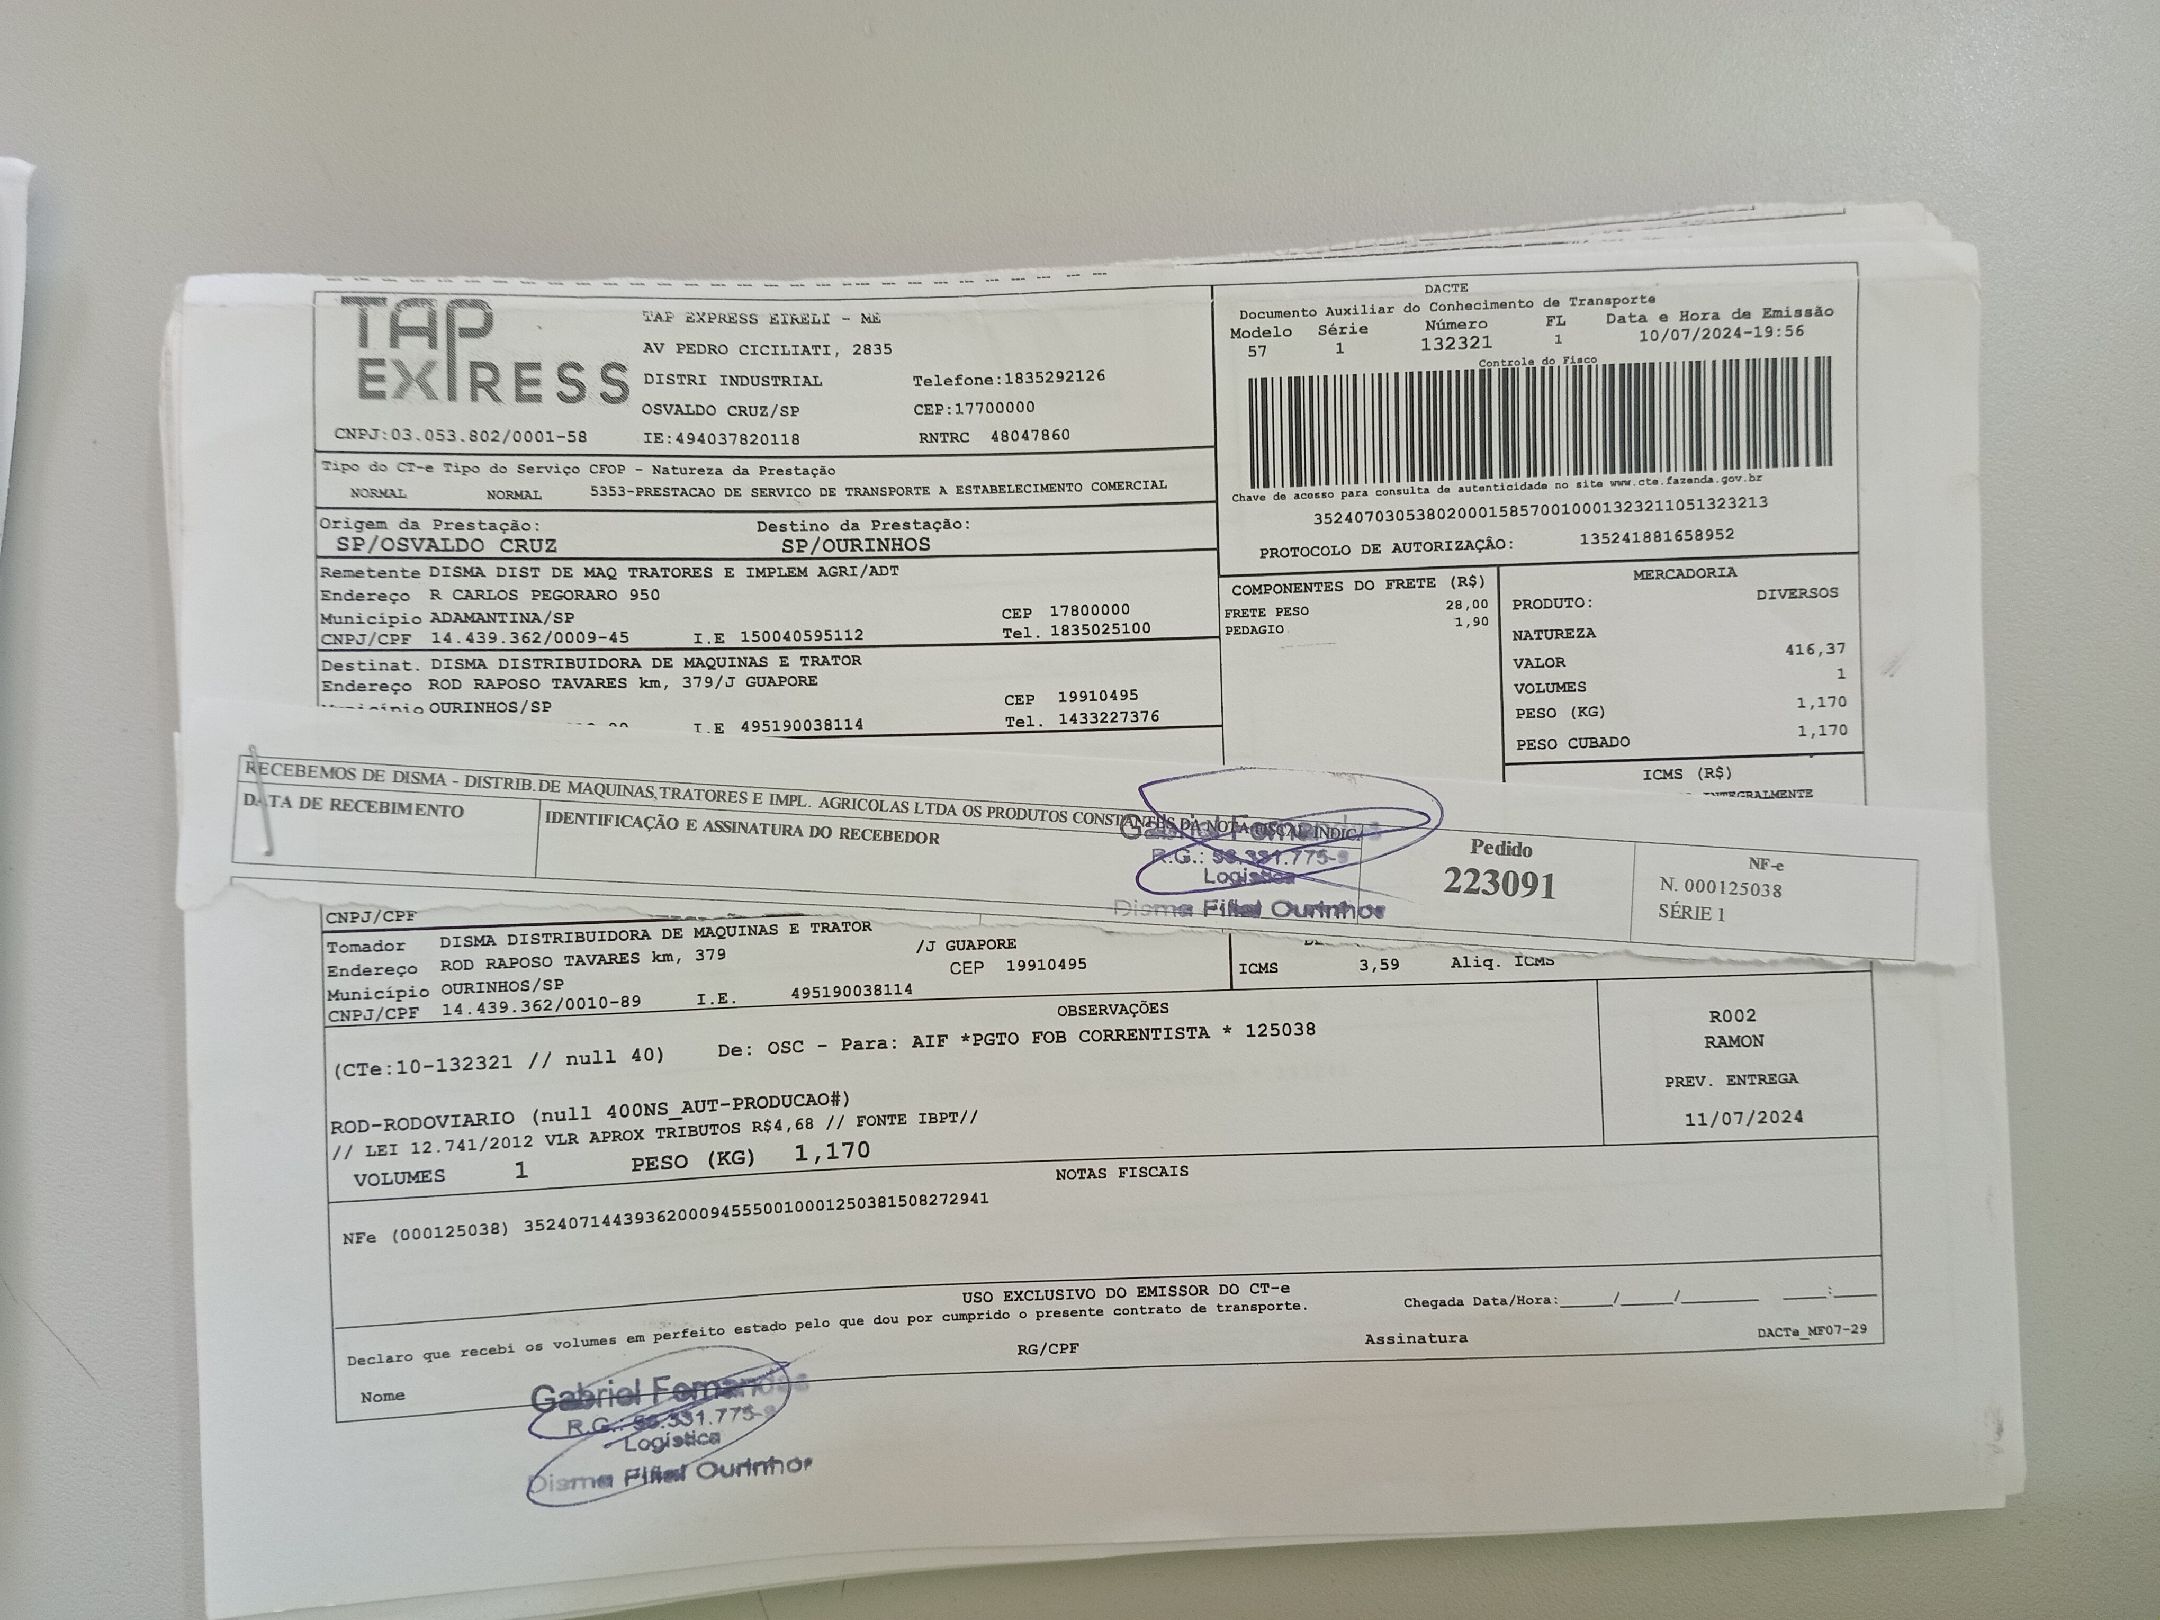 TAP EXPRESS
TAP EXPRESS EIRELI - ME
AV PEDRO CICILIATI, 2835
DISTRI INDUSTRIAL Telefone:1835292126
OSVALDO CRUZ/SP CEP:17700000
CNPJ:03.053.802/0001-58 IE:494037820118 RNTRC 48047860
DACTE
Documento Auxiliar do Conhecimento de Transporte
Modelo Série Número FL Data e Hora de Emissão
57 1 132321 1 10/07/2024-19:56
Controle do Fisco
Chave de acesso para consulta de autenticidade no site www.cte.fazenda.gov.br
35240703053802000158570010001323211051323213
PROTOCOLO DE AUTORIZAÇÃO: 135241881658952
Tipo do CT-e Tipo do Serviço CFOP - Natureza da Prestação
NORMAL NORMAL 5353-PRESTACAO DE SERVICO DE TRANSPORTE A ESTABELECIMENTO COMERCIAL
Origem da Prestação: Destino da Prestação:
SP/OSVALDO CRUZ SP/OURINHOS
Remetente DISMA DIST DE MAQ TRATORES E IMPLEM AGRI/ADT
Endereço R CARLOS PEGORARO 950
Município ADAMANTINA/SP CEP 17800000
CNPJ/CPF 14.439.362/0009-45 I.E 150040595112 Tel. 1835025100
Destinat. DISMA DISTRIBUIDORA DE MAQUINAS E TRATOR
Endereço ROD RAPOSO TAVARES km, 379/J GUAPORE
OURINHOS/SP CEP 19910495
I.E 495190038114 Tel. 1433227376
COMPONENTES DO FRETE (R$)
FRETE PESO 28,00
PEDAGIO 1,90
MERCADORIA
PRODUTO: DIVERSOS
NATUREZA
VALOR 416,37
VOLUMES 1
PESO (KG) 1,170
PESO CUBADO 1,170
ICMS (R$)
RECEBEMOS DE DISMA - DISTRIB.DE MAQUINAS,TRATORES E IMPL. AGRICOLAS LTDA OS PRODUTOS CONSTANTES DA NOTA FISCAL INDIC
DATA DE RECEBIMENTO
IDENTIFICAÇÃO E ASSINATURA DO RECEBEDOR
Gabriel Fernandes
R.G.: 56.331.775-9
Logística
Disma Filial Ourinhos
Pedido
223091
NF-e
N. 000125038
SÉRIE 1
CNPJ/CPF
Tomador DISMA DISTRIBUIDORA DE MAQUINAS E TRATOR
Endereço ROD RAPOSO TAVARES km, 379 /J GUAPORE
Município OURINHOS/SP CEP 19910495
CNPJ/CPF 14.439.362/0010-89 I.E. 495190038114
ICMS 3,59 Aliq. ICMS
OBSERVAÇÕES
(CTe:10-132321 // null 40) De: OSC - Para: AIF *PGTO FOB CORRENTISTA * 125038
ROD-RODOVIARIO (null 400NS_AUT-PRODUCAO#)
// LEI 12.741/2012 VLR APROX TRIBUTOS R$4,68 // FONTE IBPT//
VOLUMES 1 PESO (KG) 1,170
R002
RAMON
PREV. ENTREGA
11/07/2024
NOTAS FISCAIS
NFe (000125038) 35240714439362000945550010001250381508272941
USO EXCLUSIVO DO EMISSOR DO CT-e
Declaro que recebi os volumes em perfeito estado pelo que dou por cumprido o presente contrato de transporte.
Chegada Data/Hora:_____/_____/_______ ____:____
Nome RG/CPF Assinatura DACTe_MF07-29
Gabriel Fernandes
R.G.: 56.331.775-9
Logística
Disma Filial Ourinhos